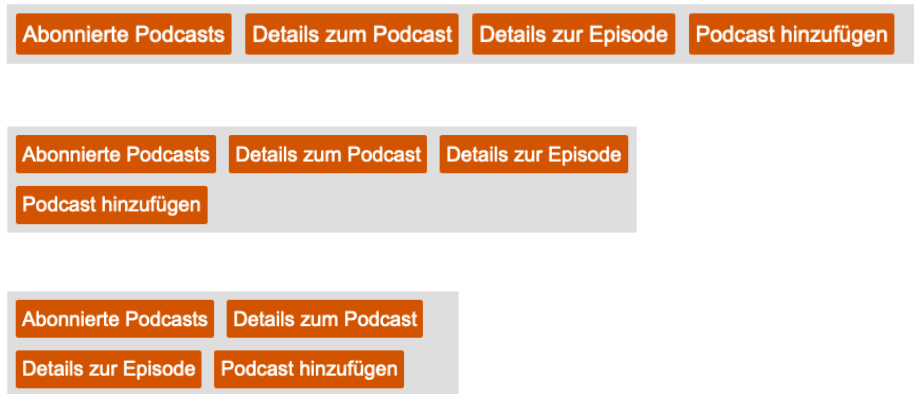 Abonnierte Podcasts Details zum Podcast Details zur Episode Podcast hinzufügen
Abonnierte Podcasts Details zum Podcast Details zur Episode
Podcast hinzufügen
Abonnierte Podcasts Details zum Podcast
Details zur Episode Podcast hinzufügen